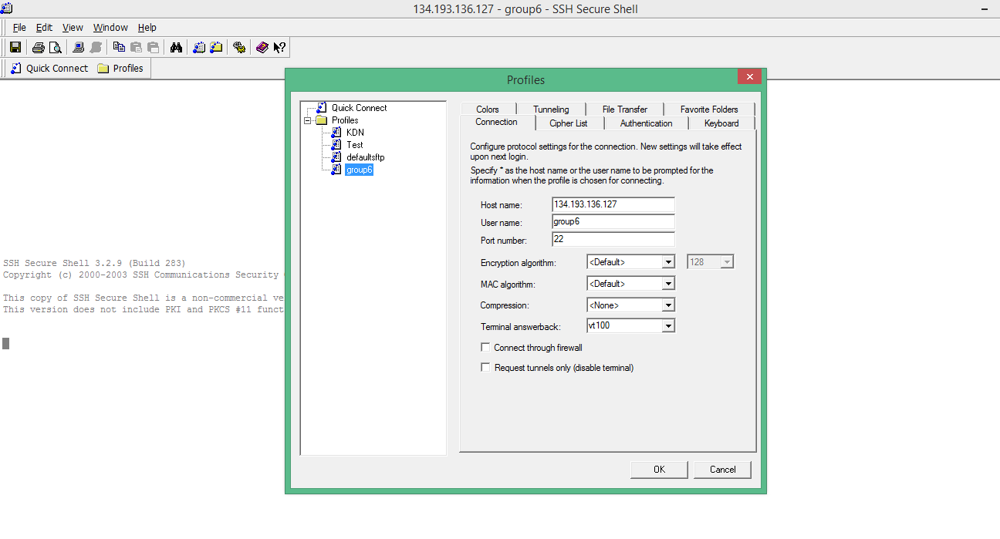 134.193.136.127 - group6 - SSH Secure Shell
File Edit View Window Help
Quick Connect Profiles
SSH Secure Shell 3.2.9 (Build 283)
Copyright (c) 2000-2003 SSH Communications Security
This copy of SSH Secure Shell is a non-commercial ve
This version does not include PKI and PKCS #11 funct
Profiles
Quick Connect
Profiles
KDN
Test
defaultsftp
group6
Colors Tunneling File Transfer Favorite Folders
Connection Cipher List Authentication Keyboard
Configure protocol settings for the connection. New settings will take effect
upon next login.
Specify * as the host name or the user name to be prompted for the
information when the profile is chosen for connecting.
Host name: 134.193.136.127
User name: group6
Port number: 22
Encryption algorithm: <Default> 128
MAC algorithm: <Default>
Compression: <None>
Terminal answerback: vt100
Connect through firewall
Request tunnels only (disable terminal)
OK Cancel